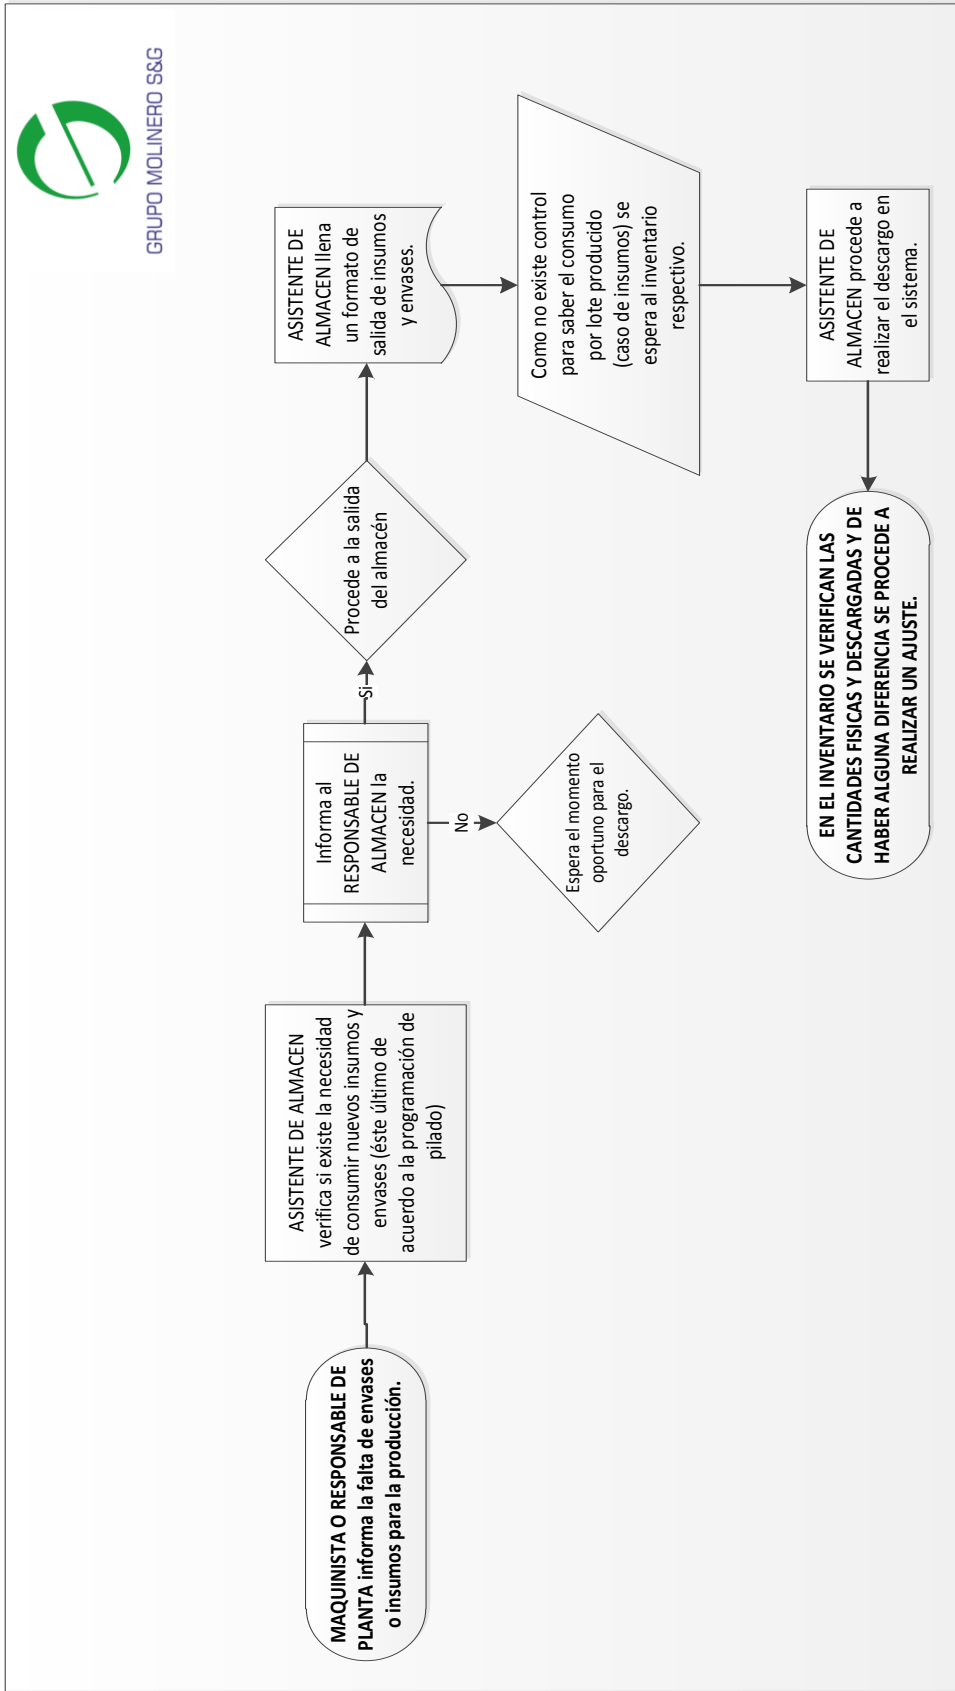 GRUPO MOLINERO S&G
MAQUINISTA O RESPONSABLE DE
PLANTA informa la falta de envases
o insumos para la producción.
ASISTENTE DE ALMACEN
verifica si existe la necesidad
de consumir nuevos insumos y
envases (éste último de
acuerdo a la programación de
pilado)
Informa al
RESPONSABLE DE
ALMACEN la
necesidad.
Si
No
Espera el momento
oportuno para el
descargo.
Procede a la salida
del almacén
ASISTENTE DE
ALMACEN llena
un formato de
salida de insumos
y envases.
Como no existe control
para saber el consumo
por lote producido
(caso de insumos) se
espera al inventario
respectivo.
ASISTENTE DE
ALMACEN procede a
realizar el descargo en
el sistema.
EN EL INVENTARIO SE VERIFICAN LAS
CANTIDADES FISICAS Y DESCARGADAS Y DE
HABER ALGUNA DIFERENCIA SE PROCEDE A
REALIZAR UN AJUSTE.